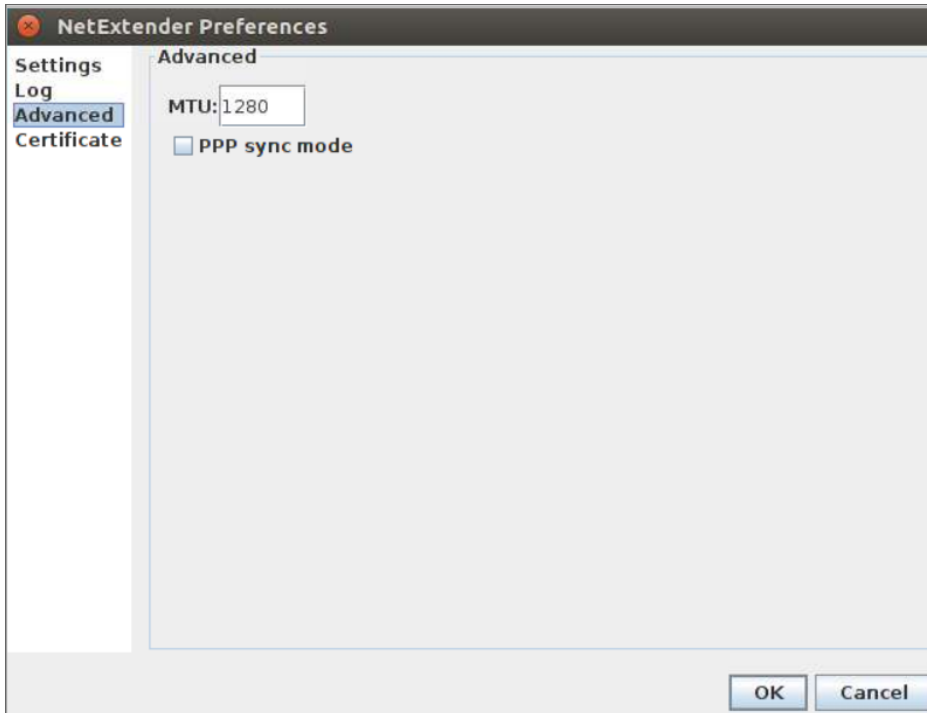 NetExtender Preferences
Settings
Log
Advanced
Certificate
Advanced
MTU: 1280
PPP sync mode
OK
Cancel